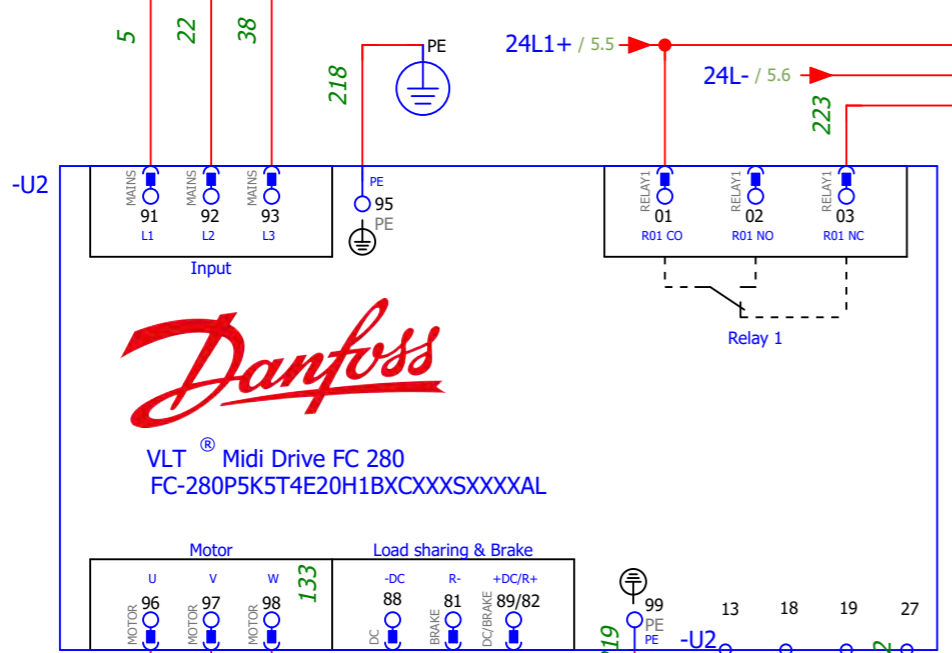 5 22 38 218 PE 24L1+ / 5.5
24L- / 5.6
223
-U2
MAINS MAINS MAINS PE RELAY1 RELAY1 RELAY1
91 92 93 95 01 02 03
L1 L2 L3 PE R01 CO R01 NO R01 NC
Input
Relay 1
Danfoss
VLT ® Midi Drive FC 280
FC-280P5K5T4E20H1BXCXXXSXXXXAL
Motor Load sharing & Brake
U V W 133 -DC R- +DC/R+
96 97 98 88 81 89/82 99 13 18 19 27
MOTOR MOTOR MOTOR DC BRAKE DC/BRAKE PE
219 PE -U2